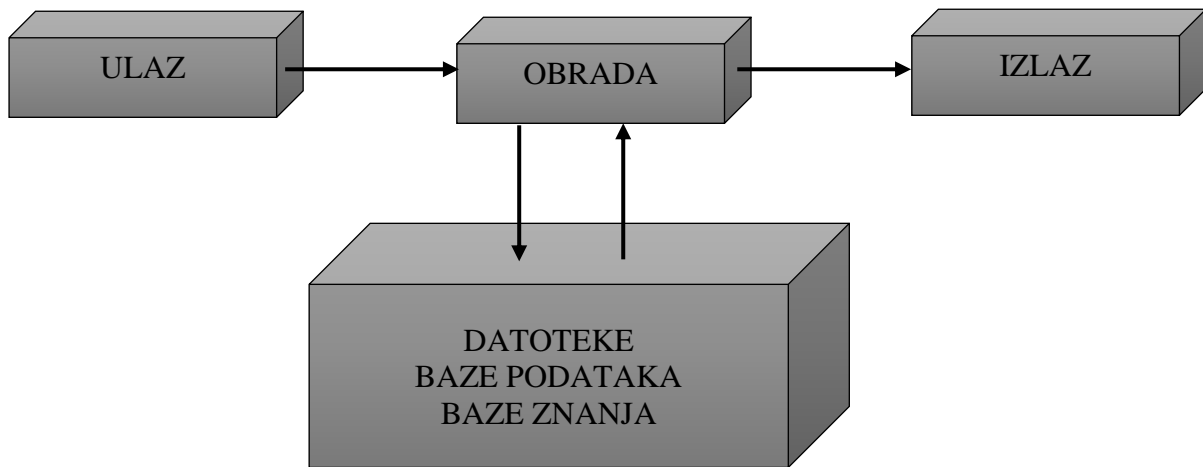 ULAZ
OBRADA
IZLAZ
DATOTEKE
BAZE PODATAKA
BAZE ZNANJA